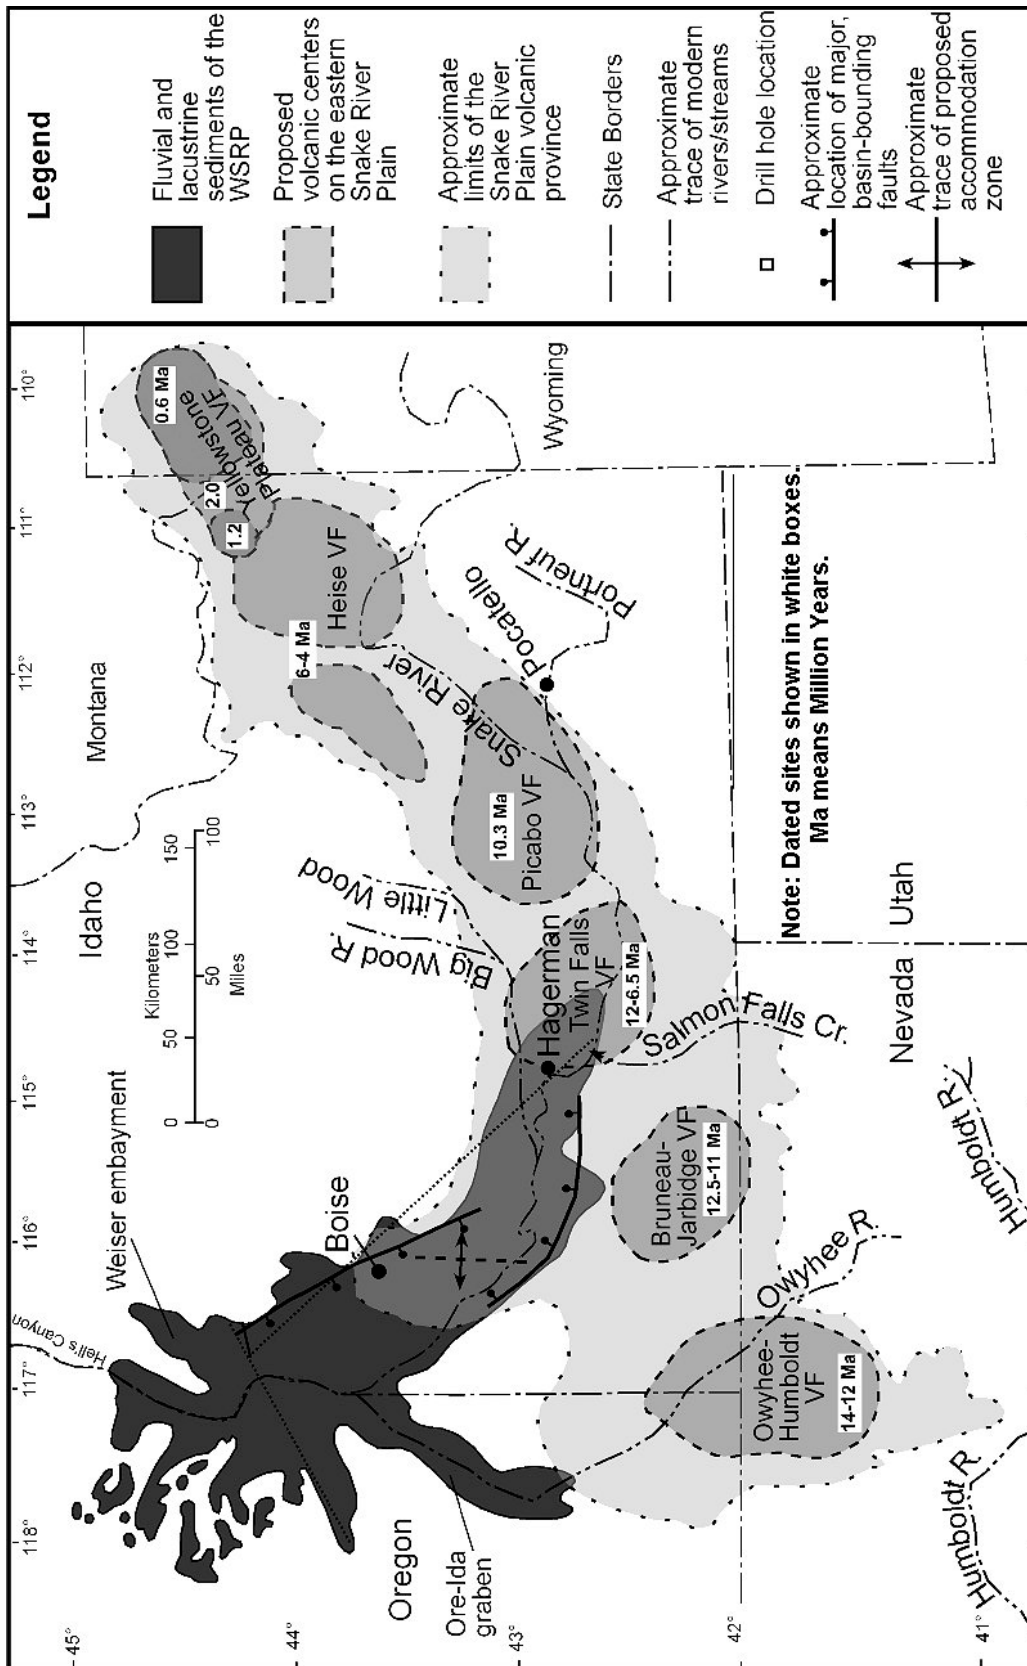 Legend
Fluvial and
lacustrine
sediments of the
WSRP
Proposed
volcanic centers
on the eastern
Snake River
Plain
Approximate
limits of the
Snake River
Plain volcanic
province
State Borders
Approximate
trace of modern
rivers/streams
Drill hole location
Approximate
location of major,
basin-bounding
faults
Approximate
trace of proposed
accommodation
zone
118°
117°
116°
115°
114°
113°
112°
111°
110°
45°
44°
43°
42°
41°
Hell's Canyon
Weiser embayment
Idaho
Montana
Kilometers
0
50
100
150
0
50
100
Miles
0.6 Ma
Yellowstone
Plateau VF
2.0
1.2
Heise VF
6-4 Ma
Wyoming
Boise
Big Wood R.
Little Wood
Snake River
Pocatello
Portneuf R.
10.3 Ma
Picabo VF
Hagerman
Twin Falls
VF
12-6.5 Ma
Salmon Falls Cr.
Oregon
Ore-Ida
graben
Bruneau-
Jarbidge VF
12.5-11 Ma
Owyhee R.
Owyhee-
Humboldt
VF
14-12 Ma
Note: Dated sites shown in white boxes.
Ma means Million Years.
Nevada
Utah
Humboldt R.
Humboldt R.